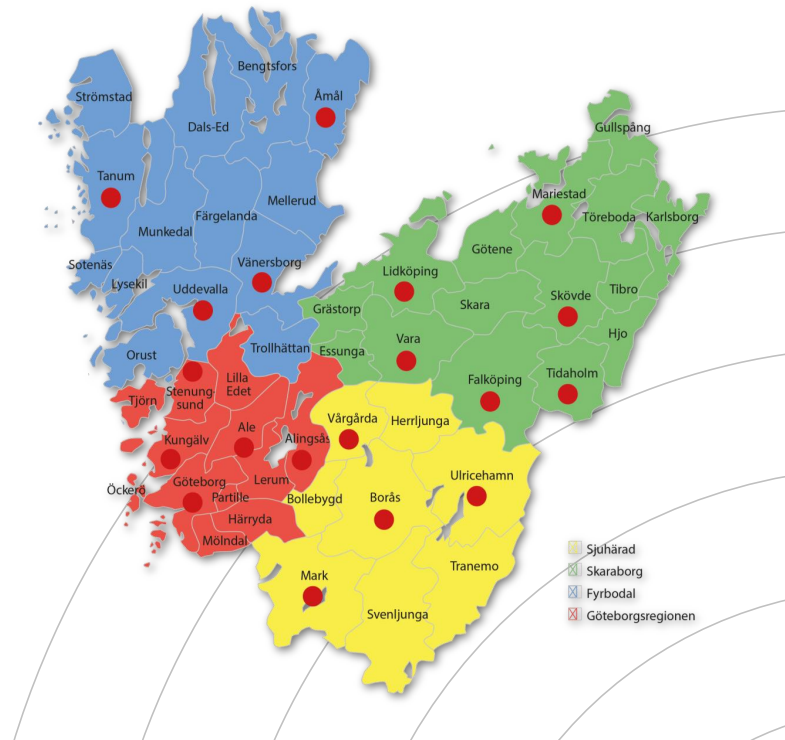 Bengtsfors
Strömstad
Åmål
Dals-Ed
Gullspång
Tanum
Mariestad
Mellerud
Färgelanda
Töreboda
Karlsborg
Munkedal
Götene
Sotenäs
Vänersborg
Lidköping
Lysekil
Uddevalla
Tibro
Skövde
Skara
Grästorp
Hjo
Vara
Trollhättan
Essunga
Orust
Tidaholm
Lilla
Edet
Falköping
Stenung-
sund
Tjörn
Vårgårda
Herrljunga
Ale
Kungälv
Alingsås
Ulricehamn
Göteborg
Lerum
Öckerö
Partille
Bollebygd
Borås
Härryda
Mölndal
Sjuhärad
Tranemo
Skaraborg
Mark
Fyrbodal
Svenljunga
Göteborgsregionen